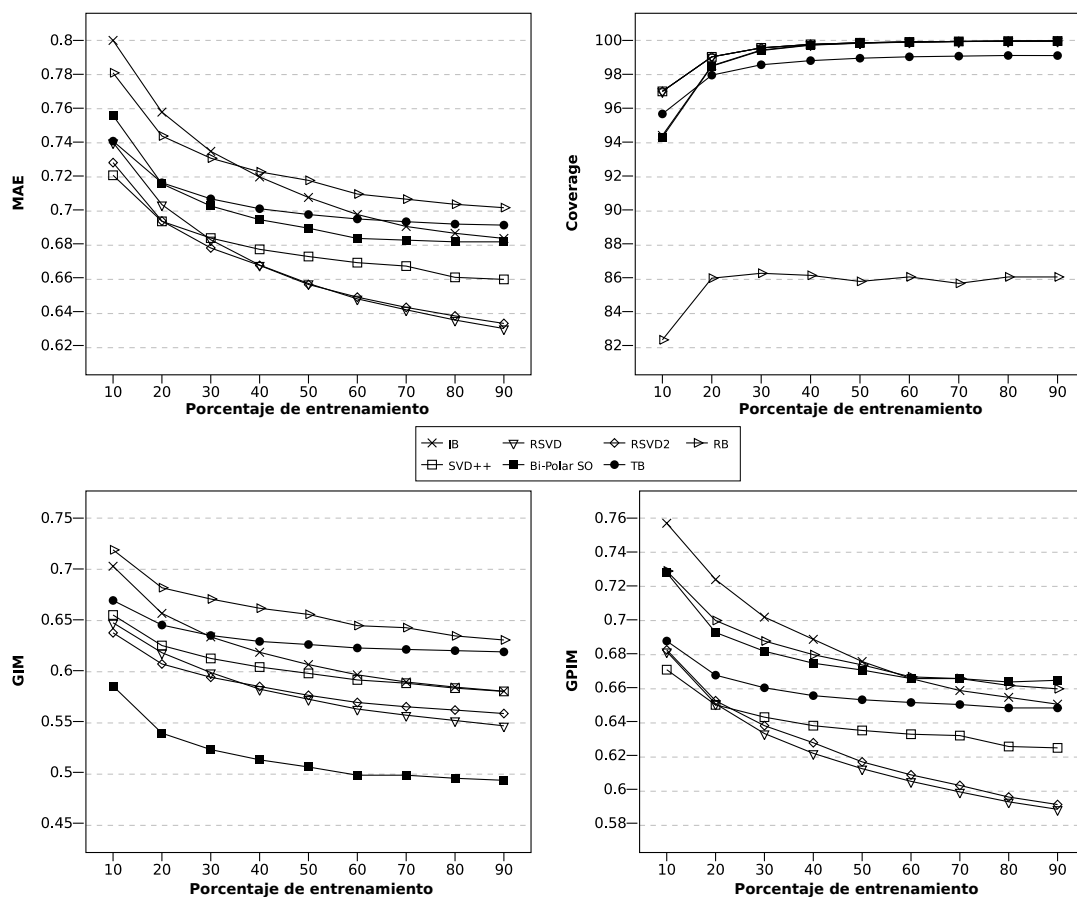 0.8
0.78
0.76
0.74
0.72
0.7
0.68
0.66
0.64
0.62
MAE
10 20 30 40 50 60 70 80 90
Porcentaje de entrenamiento
100
98
96
94
92
90
88
86
84
82
Coverage
10 20 30 40 50 60 70 80 90
Porcentaje de entrenamiento
IB RSVD RSVD2 RB
SVD++ Bi-Polar SO TB
0.75
0.7
0.65
0.6
0.55
0.5
0.45
GIM
10 20 30 40 50 60 70 80 90
Porcentaje de entrenamiento
0.76
0.74
0.72
0.7
0.68
0.66
0.64
0.62
0.6
0.58
GPIM
10 20 30 40 50 60 70 80 90
Porcentaje de entrenamiento